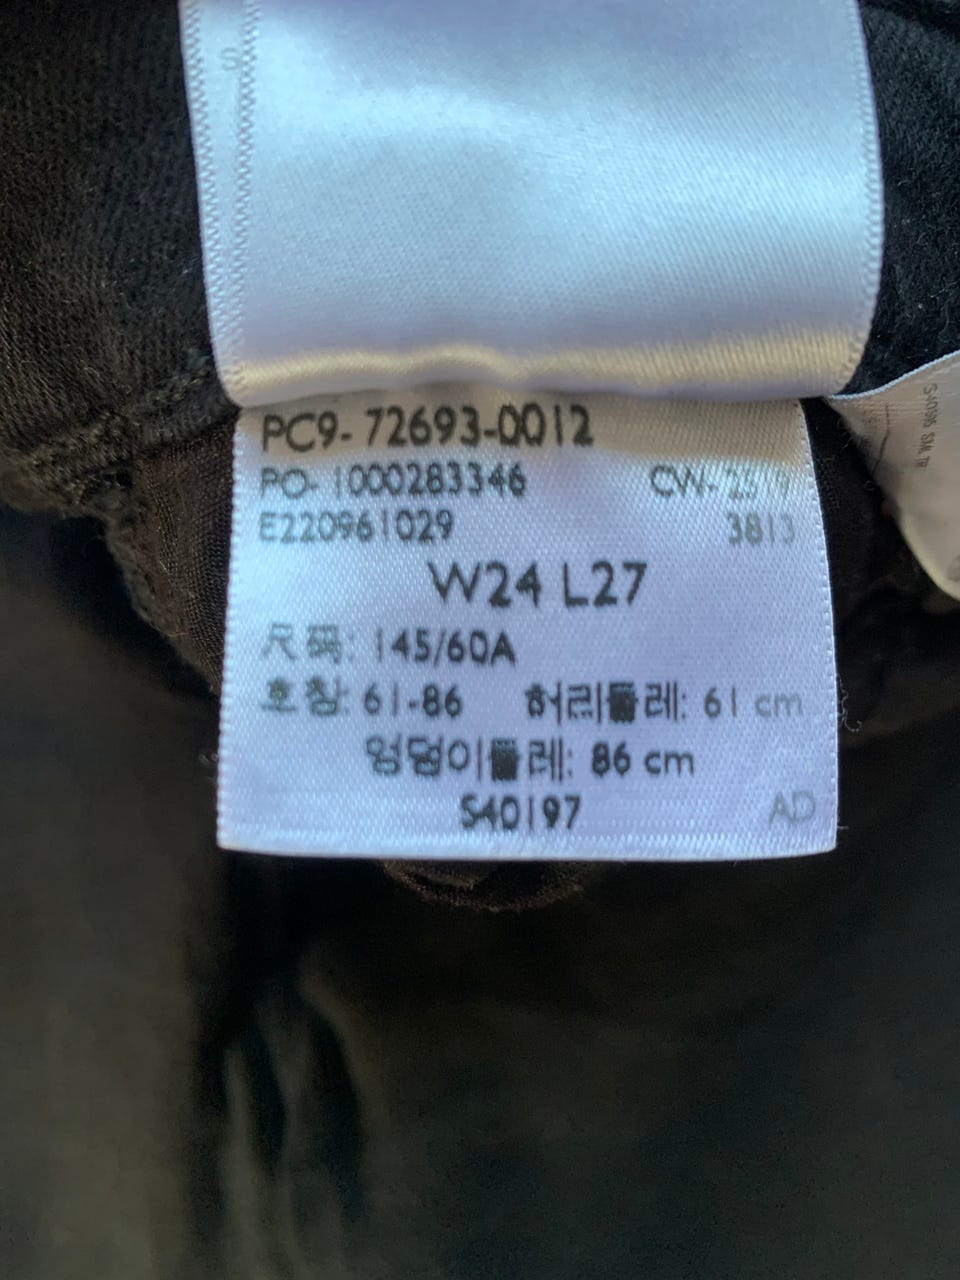 PC9-72693-0012
PO-1000283346
E220961029 3813
W24 L27
尺码: 145/60A
호칭: 61-86 허리둘레: 61 cm
엉덩이둘레: 86 cm
S40197 AD